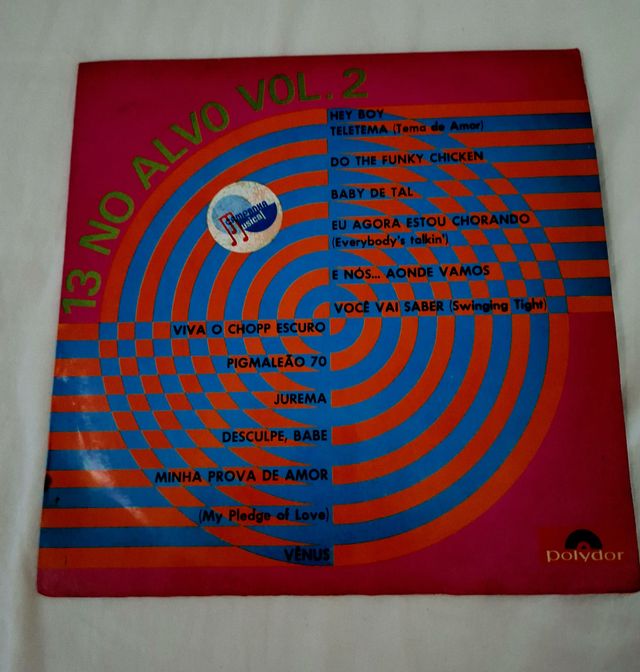 13 NO ALVO VOL. 2
HEY BOY
TELETEMA (Tema de Amor)
DO THE FUNKY CHICKEN
BABY DE TAL
EU AGORA ESTOU CHORANDO
(Everybody's talkin')
E NÓS... AONDE VAMOS
VOCÊ VAI SABER (Swinging Tight)
VIVA O CHOPP ESCURO
PIGMALEÃO 70
JUREMA
DESCULPE, BABE
MINHA PROVA DE AMOR
(My Pledge of Love)
VÊNUS
polydor